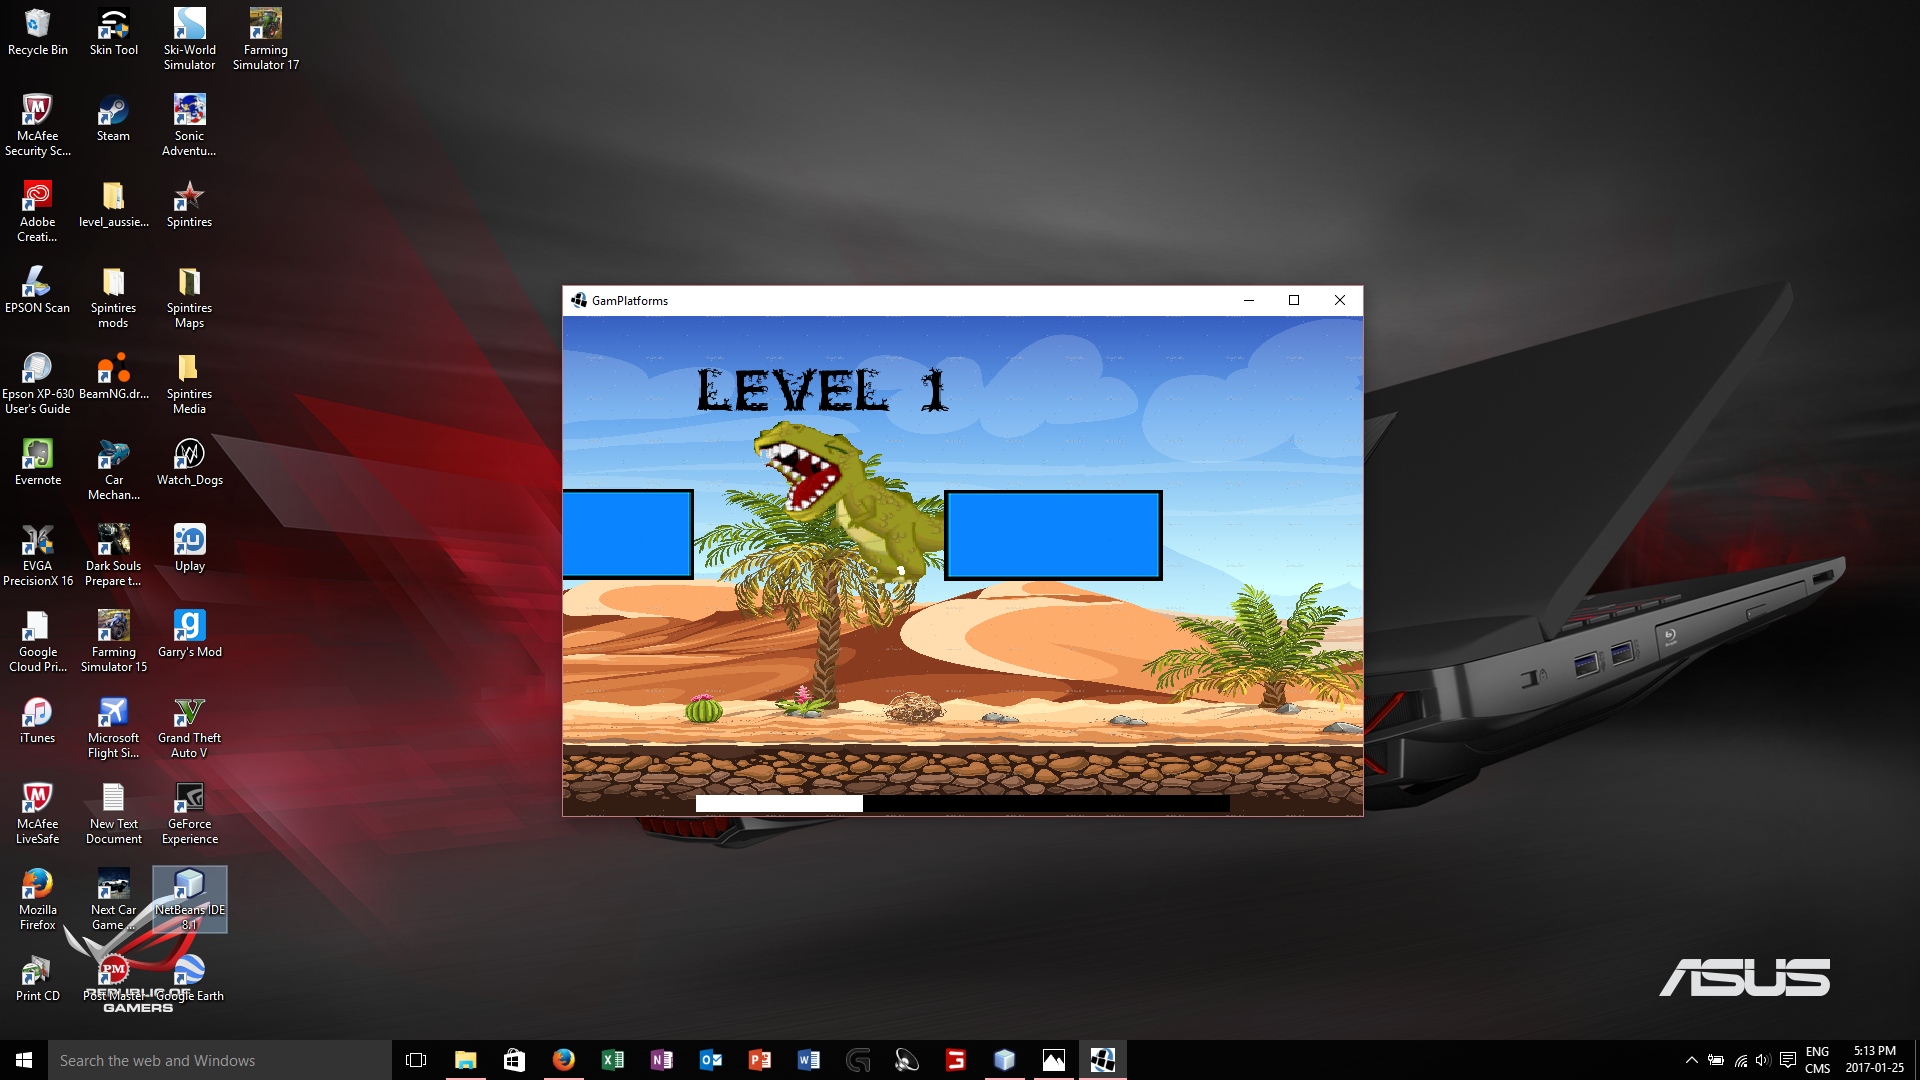 Recycle Bin
Skin Tool
Ski-World
Simulator
Farming
Simulator 17
McAfee
Security Sc...
Steam
Sonic
Adventu...
Adobe
Creati...
level_aussie...
Spintires
EPSON Scan
Spintires
mods
Spintires
Maps
Epson XP-630
User's Guide
BeamNG.dr...
Spintires
Media
Evernote
Car
Mechan...
Watch_Dogs
EVGA
PrecisionX 16
Dark Souls
Prepare t...
Uplay
Google
Cloud Pri...
Farming
Simulator 15
Garry's Mod
iTunes
Microsoft
Flight Si...
Grand Theft
Auto V
McAfee
LiveSafe
New Text
Document
GeForce
Experience
Mozilla
Firefox
Next Car
Game ...
NetBeans IDE
8.1
Print CD
Post Master
Google Earth
REPUBLIC OF
GAMERS
GamPlatforms
LEVEL 1
ASUS
Search the web and Windows
ENG
CMS
5:13 PM
2017-01-25